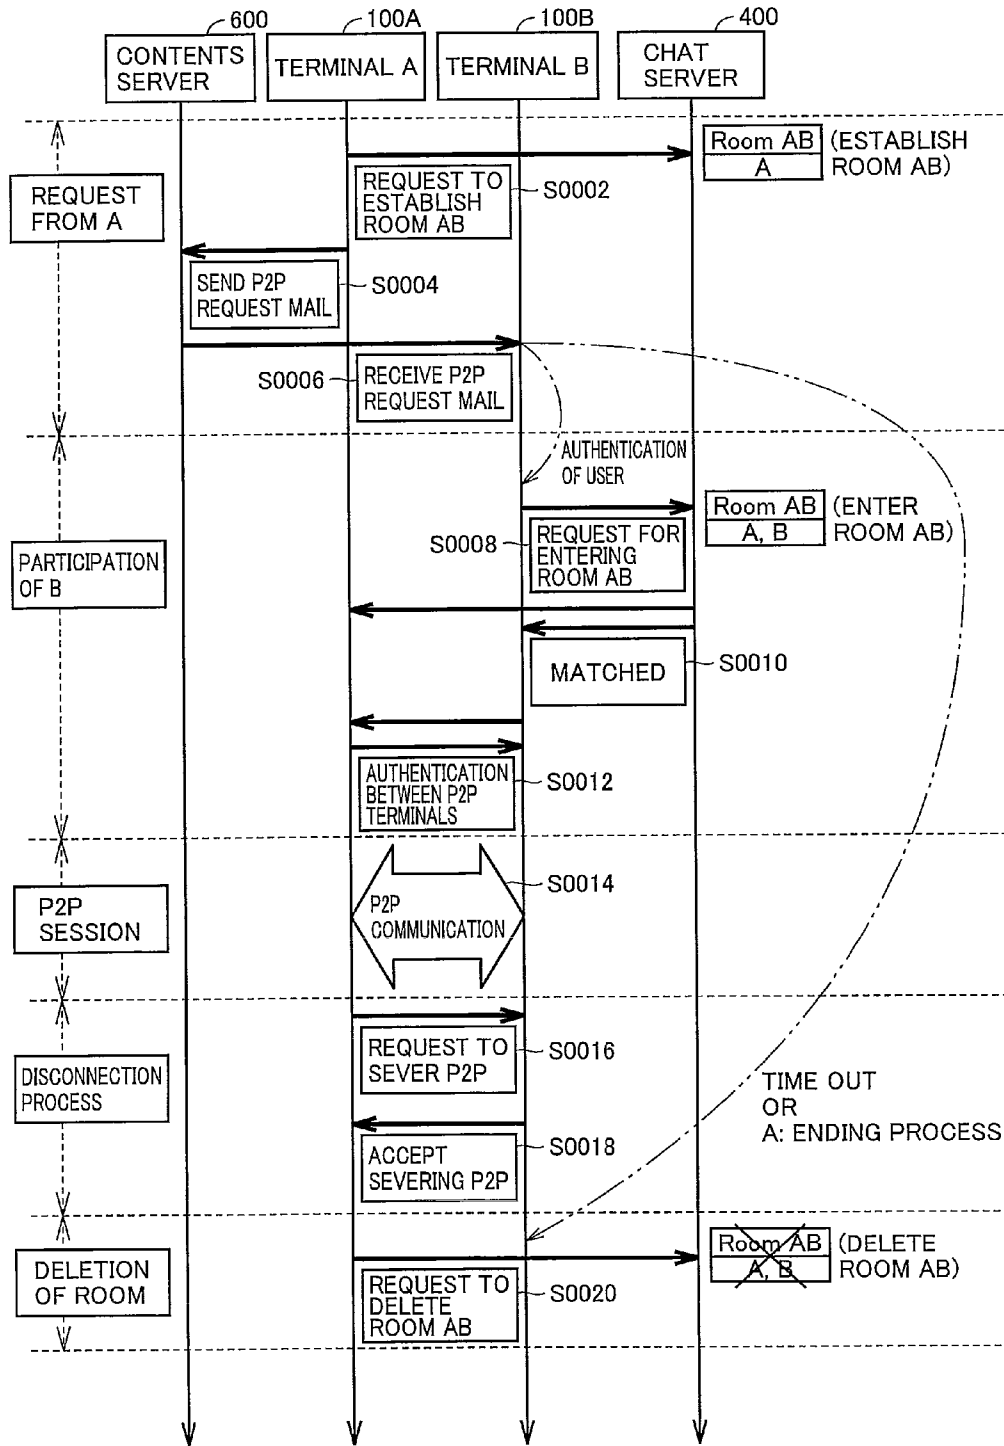 600
100A
100B
400
CONTENTS
SERVER
TERMINAL A
TERMINAL B
CHAT
SERVER
REQUEST
FROM A
Room AB
A
(ESTABLISH
ROOM AB)
REQUEST TO
ESTABLISH
ROOM AB
S0002
SEND P2P
REQUEST MAIL
S0004
S0006
RECEIVE P2P
REQUEST MAIL
AUTHENTICATION
OF USER
PARTICIPATION
OF B
Room AB
A, B
(ENTER
ROOM AB)
S0008
REQUEST FOR
ENTERING
ROOM AB
MATCHED
S0010
AUTHENTICATION
BETWEEN P2P
TERMINALS
S0012
P2P
SESSION
P2P
COMMUNICATION
S0014
DISCONNECTION
PROCESS
REQUEST TO
SEVER P2P
S0016
TIME OUT
OR
A: ENDING PROCESS
ACCEPT
SEVERING P2P
S0018
DELETION
OF ROOM
Room AB
A, B
(DELETE
ROOM AB)
REQUEST TO
DELETE
ROOM AB
S0020